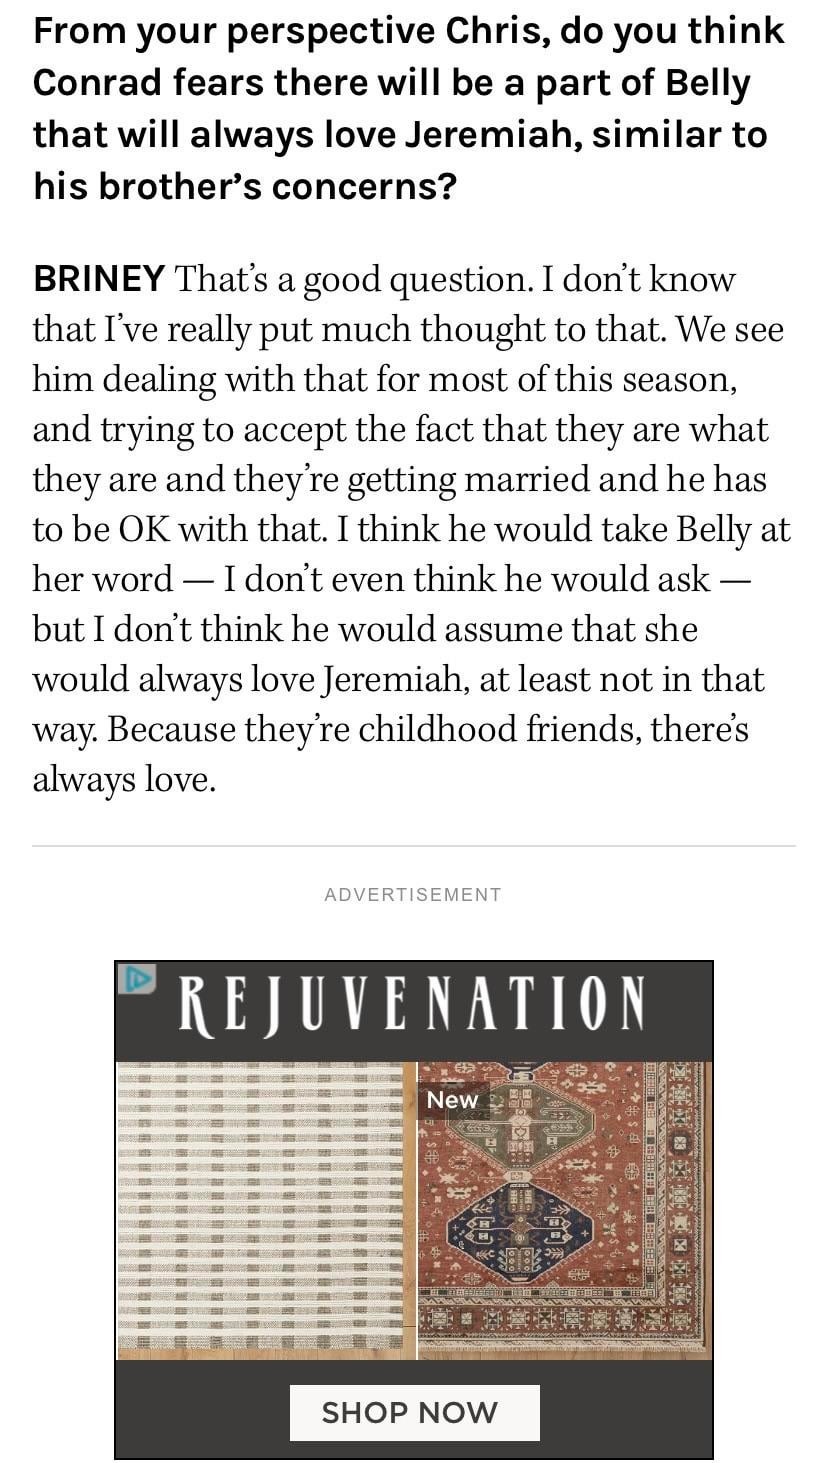 From your perspective Chris, do you think
Conrad fears there will be a part of Belly
that will always love Jeremiah, similar to
his brother’s concerns?
BRINEY That’s a good question. I don’t know
that I’ve really put much thought to that. We see
him dealing with that for most of this season,
and trying to accept the fact that they are what
they are and they’re getting married and he has
to be OK with that. I think he would take Belly at
her word — I don’t even think he would ask —
but I don’t think he would assume that she
would always love Jeremiah, at least not in that
way. Because they’re childhood friends, there’s
always love.
ADVERTISEMENT
REJUVENATION
New
SHOP NOW